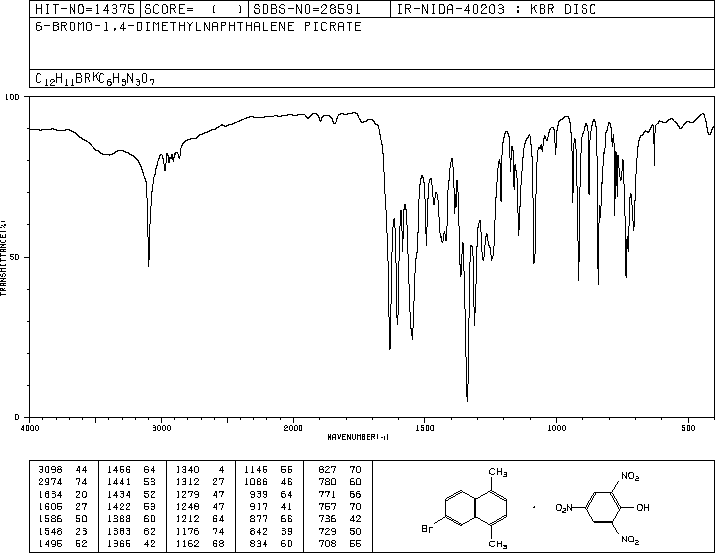 HIT-NO=14375 SCORE= ( ) SDBS-NO=28591 IR-NIDA-40203 : KBR DISC
6-BROMO-1,4-DIMETHYLNAPHTHALENE PICRATE
C12H11BR C6H3N3O7
100
50
0
TRANSMITTANCE(%)
4000 3000 2000 1500 1000 500
WAVENUMBER(-1)
3098 44 1456 64 1340 4 1145 55 827 70
2974 74 1441 53 1312 27 1086 46 780 60
1634 20 1434 52 1279 47 939 64 771 66
1605 27 1422 53 1248 47 917 41 757 70
1586 50 1388 60 1212 64 877 66 736 42
1548 23 1383 62 1176 74 842 39 729 50
1495 52 1365 42 1162 68 834 60 708 55
CH3
Br
CH3
·
NO2
O2N
OH
NO2